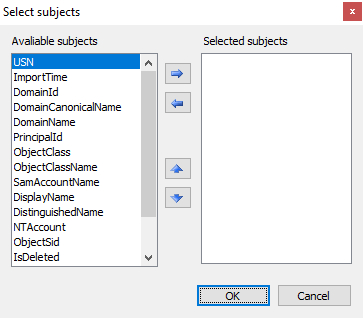 Select subjects
x
Avaliable subjects
Selected subjects
USN
ImportTime
DomainId
DomainCanonicalName
DomainName
PrincipalId
ObjectClass
ObjectClassName
SamAccountName
DisplayName
DistinguishedName
NTAccount
ObjectSid
IsDeleted
OK
Cancel